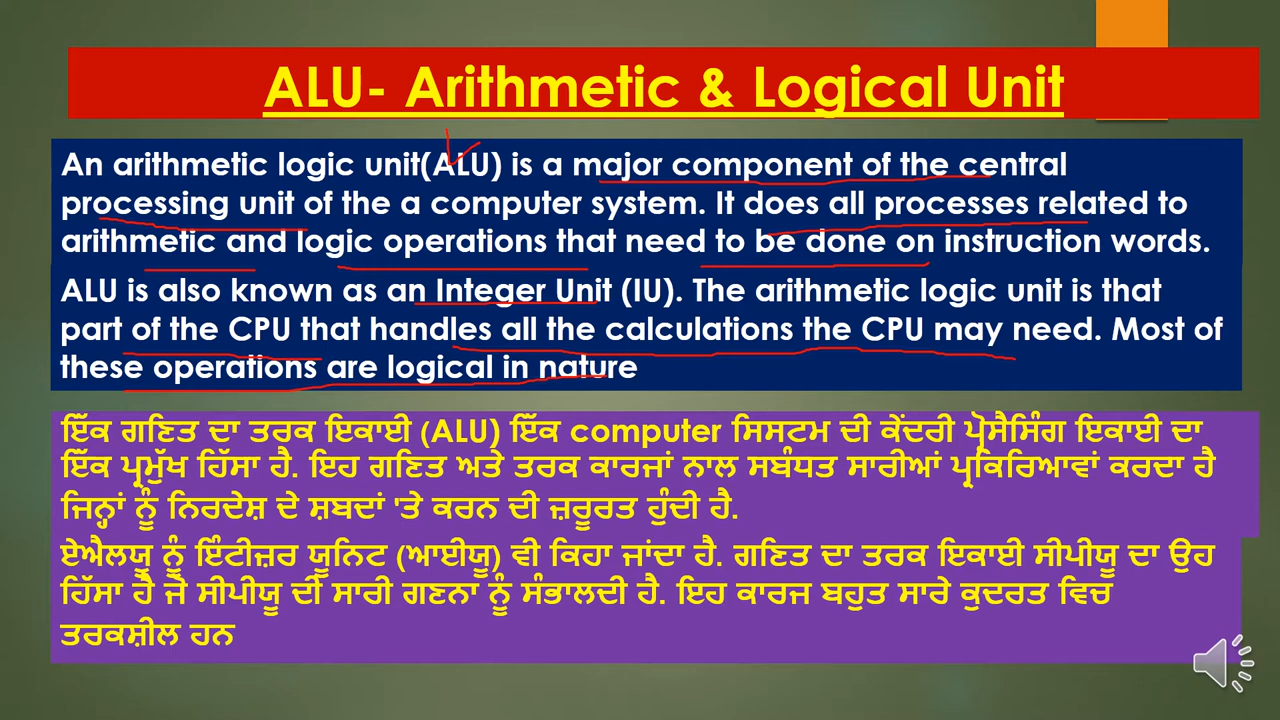 ALU- Arithmetic & Logical Unit
An arithmetic logic unit(ALU) is a major component of the central
processing unit of the a computer system. It does all processes related to
arithmetic and logic operations that need to be done on instruction words.
ALU is also known as an Integer Unit (IU). The arithmetic logic unit is that
part of the CPU that handles all the calculations the CPU may need. Most of
these operations are logical in nature
ਇੱਕ ਗਣਿਤ ਦਾ ਤਰਕ ਇਕਾਈ (ALU) ਇੱਕ computer ਸਿਸਟਮ ਦੀ ਕੇਂਦਰੀ ਪ੍ਰੋਸੈਸਿੰਗ ਇਕਾਈ ਦਾ
ਇੱਕ ਪ੍ਰਮੁੱਖ ਹਿੱਸਾ ਹੈ. ਇਹ ਗਣਿਤ ਅਤੇ ਤਰਕ ਕਾਰਜਾਂ ਨਾਲ ਸਬੰਧਤ ਸਾਰੀਆਂ ਪ੍ਰਕਿਰਿਆਵਾਂ ਕਰਦਾ ਹੈ
ਜਿਨ੍ਹਾਂ ਨੂੰ ਨਿਰਦੇਸ਼ ਦੇ ਸ਼ਬਦਾਂ 'ਤੇ ਕਰਨ ਦੀ ਜ਼ਰੂਰਤ ਹੁੰਦੀ ਹੈ.
ਏਐਲਯੂ ਨੂੰ ਇੰਟੀਜ਼ਰ ਯੂਨਿਟ (ਆਈਯੂ) ਵੀ ਕਿਹਾ ਜਾਂਦਾ ਹੈ. ਗਣਿਤ ਦਾ ਤਰਕ ਇਕਾਈ ਸੀਪੀਯੂ ਦਾ ਉਹ
ਹਿੱਸਾ ਹੈ ਜੋ ਸੀਪੀਯੂ ਦੀ ਸਾਰੀ ਗਣਨਾ ਨੂੰ ਸੰਭਾਲਦੀ ਹੈ. ਇਹ ਕਾਰਜ ਬਹੁਤ ਸਾਰੇ ਕੁਦਰਤ ਵਿਚ
ਤਰਕਸ਼ੀਲ ਹਨ